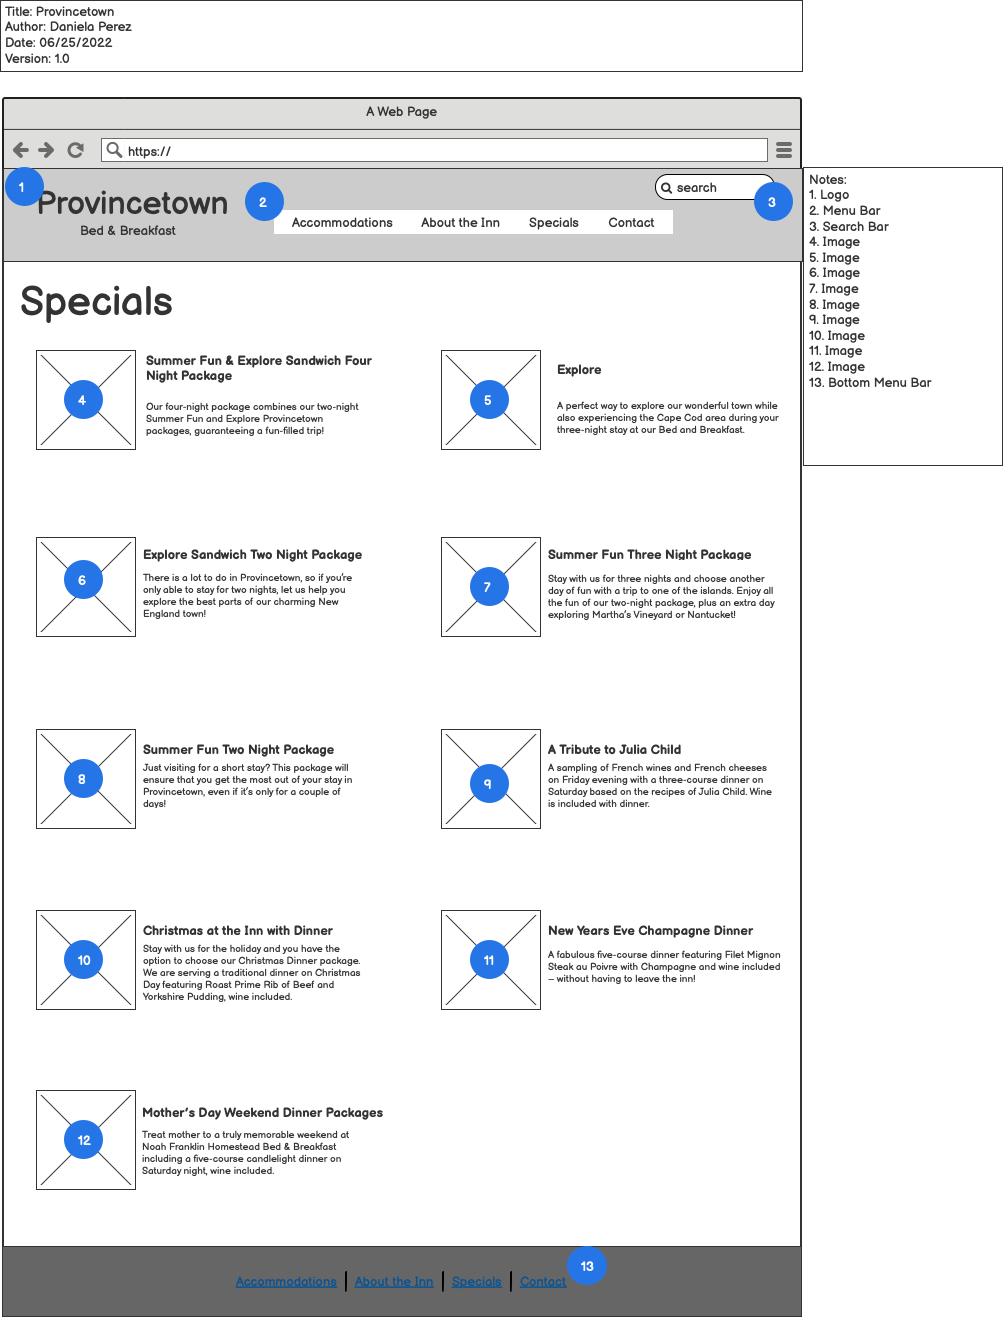 Title: Provincetown
Author: Daniela Perez
Date: 06/25/2022
Version: 1.0
A Web Page
https://
1
Provincetown
Bed & Breakfast
2
search
3
Accommodations
About the Inn
Specials
Contact
Notes:
1. Logo
2. Menu Bar
3. Search Bar
4. Image
5. Image
6. Image
7. Image
8. Image
9. Image
10. Image
11. Image
12. Image
13. Bottom Menu Bar
Specials
4
Summer Fun & Explore Sandwich Four
Night Package
Our four-night package combines our two-night
Summer Fun and Explore Provincetown
packages, guaranteeing a fun-filled trip!
5
Explore
A perfect way to explore our wonderful town while
also experiencing the Cape Cod area during your
three-night stay at our Bed and Breakfast.
6
Explore Sandwich Two Night Package
There is a lot to do in Provincetown, so if you're
only able to stay for two nights, let us help you
explore the best parts of our charming New
England town!
7
Summer Fun Three Night Package
Stay with us for three nights and choose another
day of fun with a trip to one of the islands. Enjoy all
the fun of our two-night package, plus an extra day
exploring Martha's Vineyard or Nantucket!
8
Summer Fun Two Night Package
Just visiting for a short stay? This package will
ensure that you get the most out of your stay in
Provincetown, even if it's only for a couple of
days!
9
A Tribute to Julia Child
A sampling of French wines and French cheeses
on Friday evening with a three-course dinner on
Saturday based on the recipes of Julia Child. Wine
is included with dinner.
10
Christmas at the Inn with Dinner
Stay with us for the holiday and you have the
option to choose our Christmas Dinner package.
We are serving a traditional dinner on Christmas
Day featuring Roast Prime Rib of Beef and
Yorkshire Pudding, wine included.
11
New Years Eve Champagne Dinner
A fabulous five-course dinner featuring Filet Mignon
Steak au Poivre with Champagne and wine included
– without having to leave the inn!
12
Mother's Day Weekend Dinner Packages
Treat mother to a truly memorable weekend at
Noah Franklin Homestead Bed & Breakfast
including a five-course candlelight dinner on
Saturday night, wine included.
13
Accommodations | About the Inn | Specials | Contact